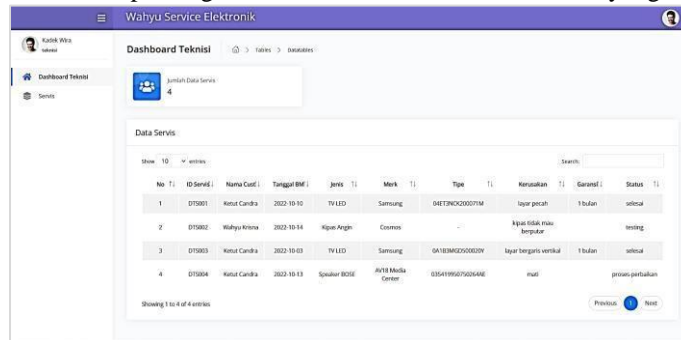 Wahyu Service Elektronik
Kadek Wira
teknisi
Dashboard Teknisi
Servis
Dashboard Teknisi > Tables > Datatables
Jumlah Data Servis
4
Data Servis
Show 10 entries Search:
No ID Servis Nama Cust Tanggal Jenis Merk Tipe Kerusakan Garansi Status
1 DTS001 Ketut Candra 2022-10-10 TV LED Samsung layar pecah 1 bulan selesai
2 DTS002 Wahyu Krisna 2022-10-14 Kipas Angin Cosmos - kipas tidak mau berputar testing
3 DTS003 Ketut Candra 2022-10-03 TV LED Samsung layar bergaris vertikal 1 bulan selesai
4 DTS004 Ketut Candra 2022-10-13 Speaker BOSE AV18 Media Center mati proses perbaikan
Showing 1 to 4 of 4 entries
Previous 1 Next